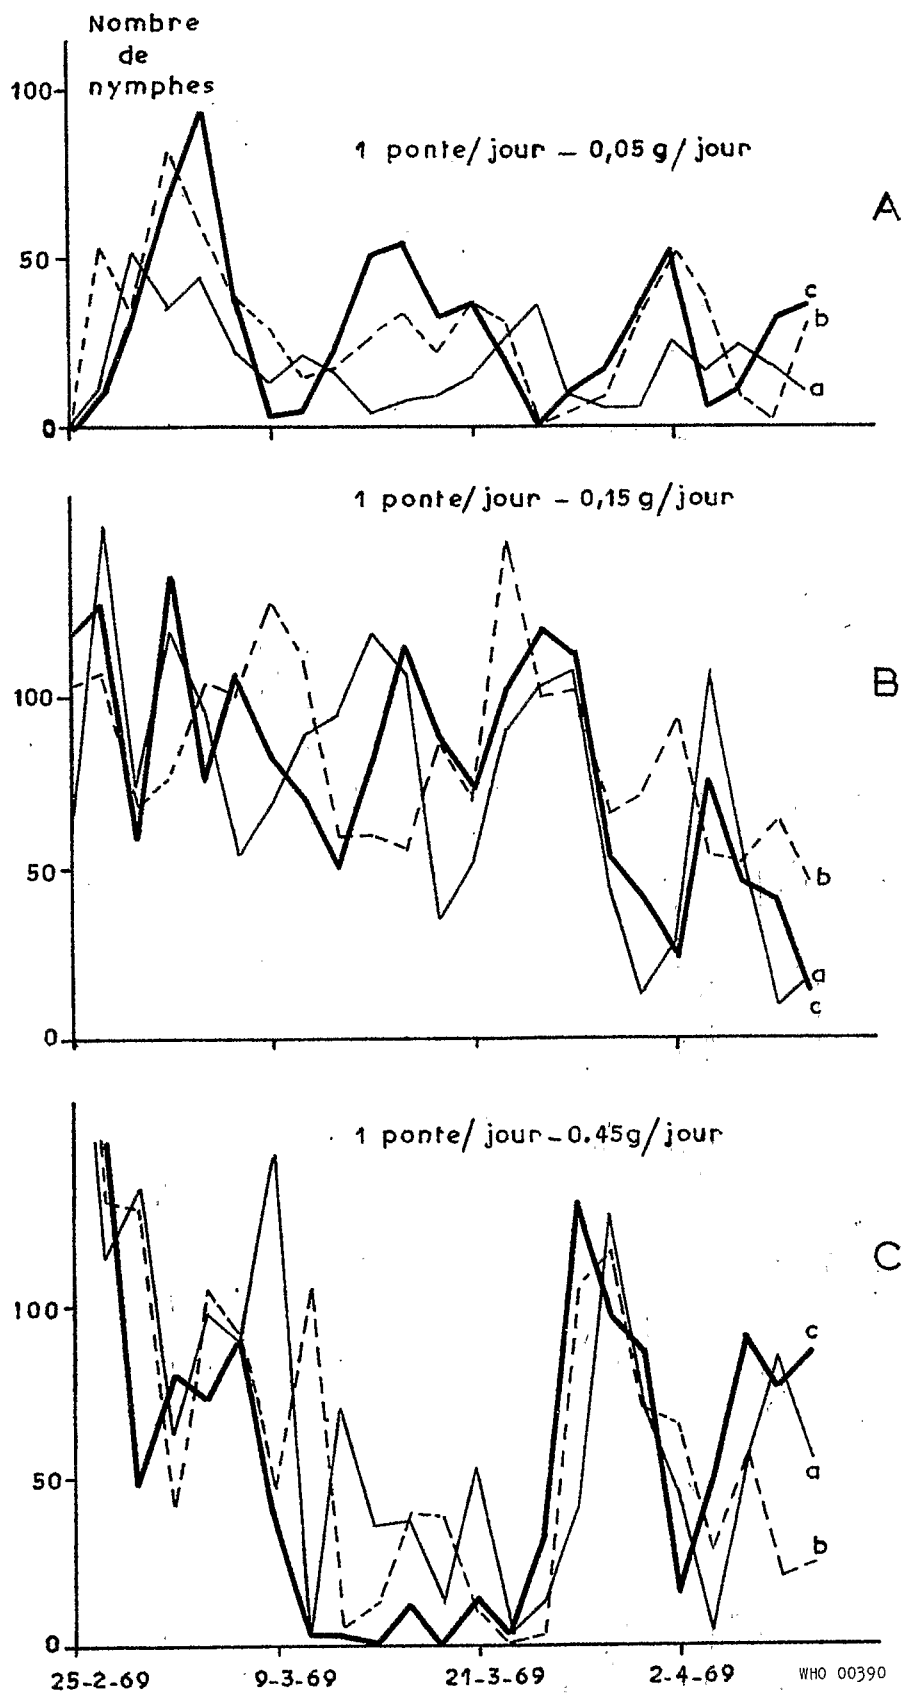 Nombre
de
nymphes
100
50
0
1 ponte/jour – 0,05 g/jour
A
c
b
a
1 ponte/jour – 0,15 g/jour
B
100
50
0
b
a
c
1 ponte/jour – 0.45g/jour
C
100
50
0
c
a
b
25-2-69 9-3-69 21-3-69 2-4-69
WHO 00390